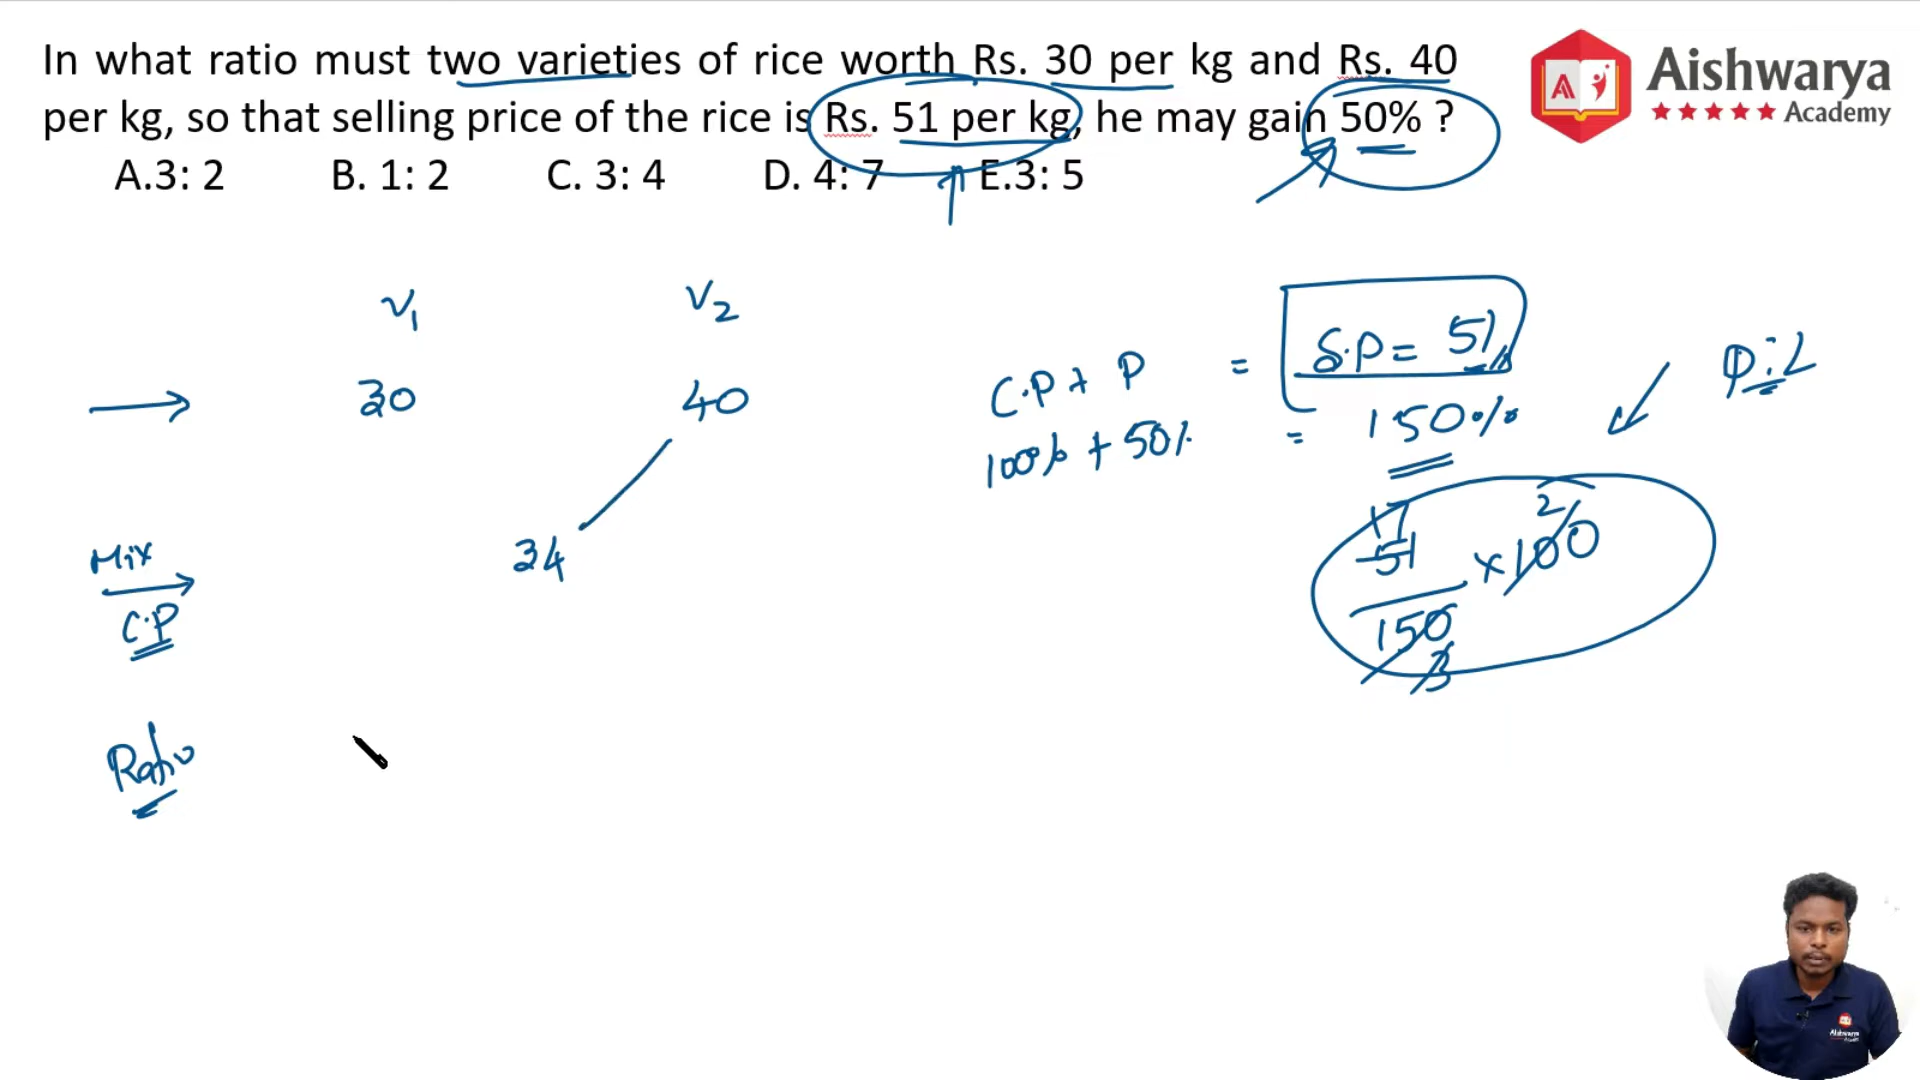 In what ratio must two varieties of rice worth Rs. 30 per kg and Rs. 40
per kg, so that selling price of the rice is Rs. 51 per kg, he may gain 50% ?
A.3: 2 B. 1: 2 C. 3: 4 D. 4: 7 E.3: 5
Aishwarya
Academy
V1 V2
30 40
C.P + P = S.P = 51
100% + 50% = 150%
P:L
Mix
C.P
34
17 2
51 × 100
150
3
Ratio
Aishwarya